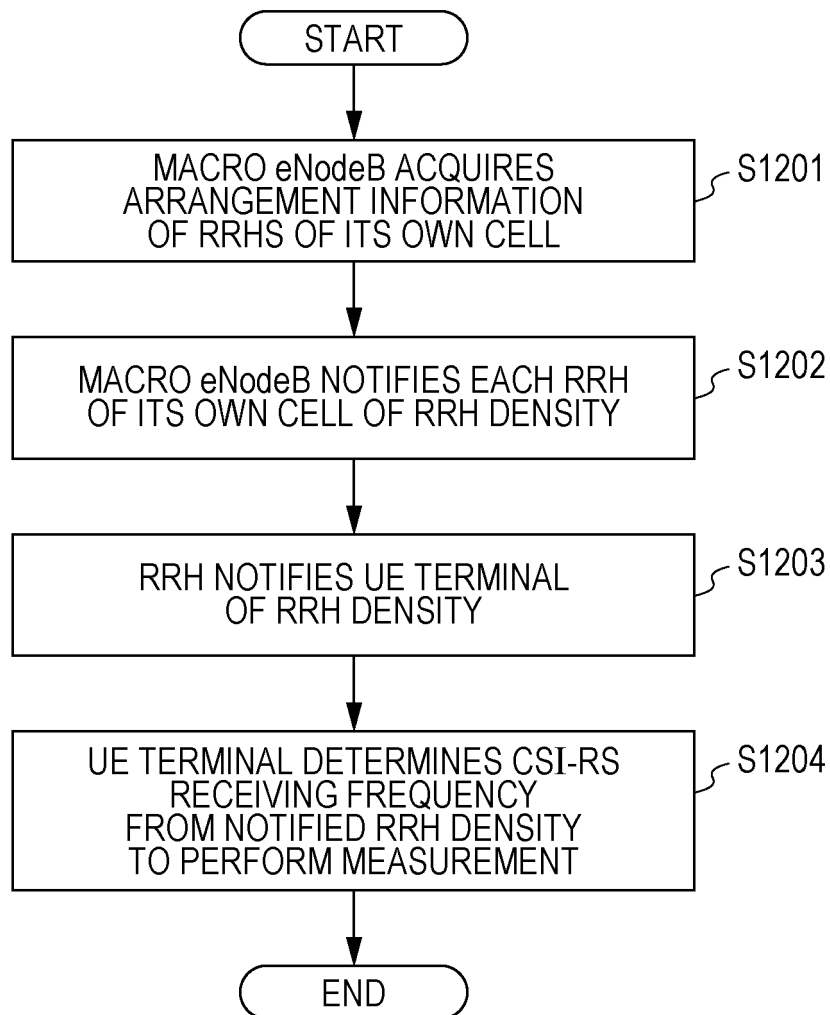 START
MACRO eNodeB ACQUIRES
ARRANGEMENT INFORMATION
OF RRHS OF ITS OWN CELL
S1201
MACRO eNodeB NOTIFIES EACH RRH
OF ITS OWN CELL OF RRH DENSITY
S1202
RRH NOTIFIES UE TERMINAL
OF RRH DENSITY
S1203
UE TERMINAL DETERMINES CSI-RS
RECEIVING FREQUENCY
FROM NOTIFIED RRH DENSITY
TO PERFORM MEASUREMENT
S1204
END